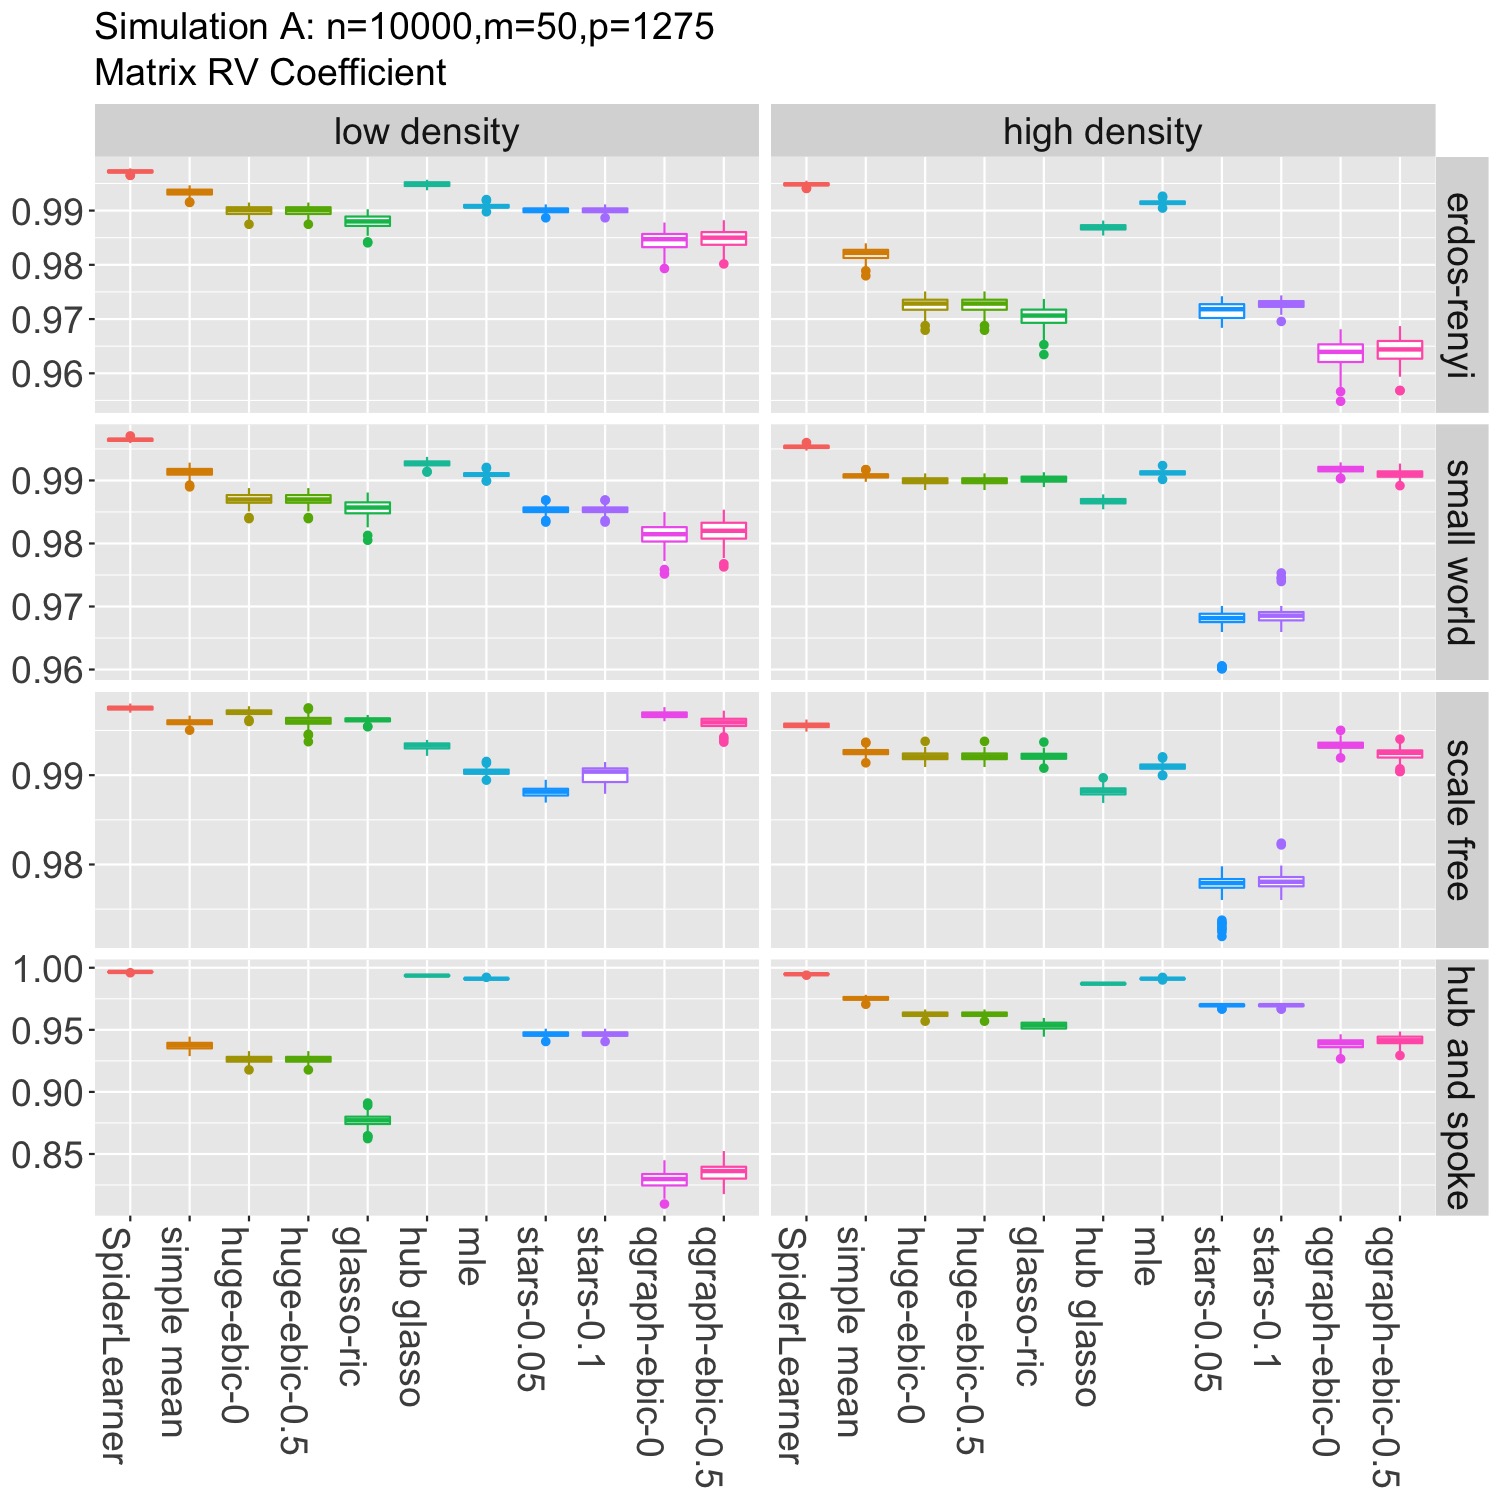 Simulation A: n=10000,m=50,p=1275
Matrix RV Coefficient
low density
high density
0.99
0.98
0.97
0.96
erdos-renyi
0.99
0.98
0.97
0.96
small world
0.99
0.98
scale free
1.00
0.95
0.90
0.85
hub and spoke
SpiderLearner
simple mean
huge-ebic-0
huge-ebic-0.5
glasso-ric
hub glasso
mle
stars-0.05
stars-0.1
qgraph-ebic-0
qgraph-ebic-0.5
SpiderLearner
simple mean
huge-ebic-0
huge-ebic-0.5
glasso-ric
hub glasso
mle
stars-0.05
stars-0.1
qgraph-ebic-0
qgraph-ebic-0.5